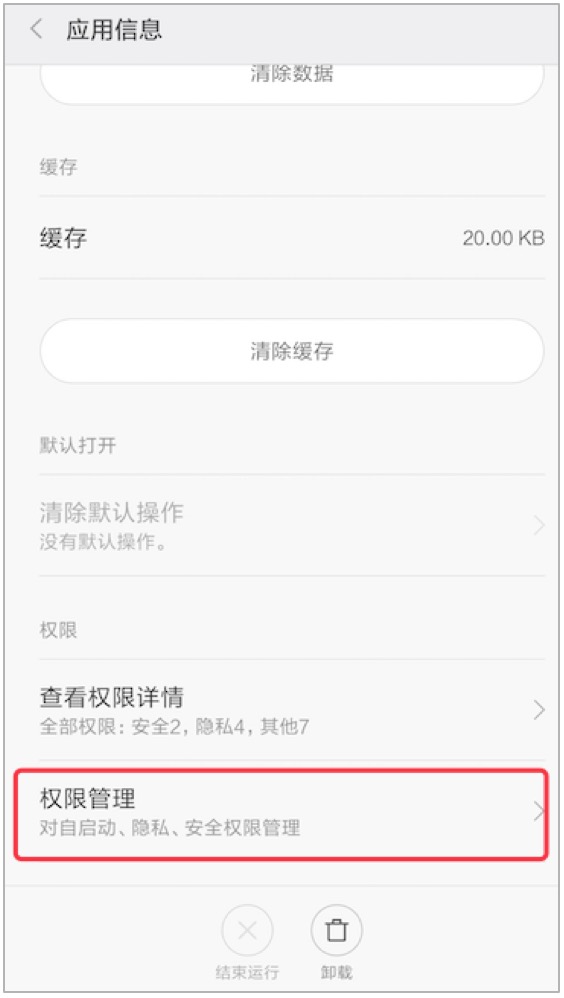 应用信息
清除数据
缓存
缓存 20.00 KB
清除缓存
默认打开
清除默认操作
没有默认操作。
权限
查看权限详情
全部权限：安全2，隐私4，其他7
权限管理
对自启动、隐私、安全权限管理
结束运行 卸载